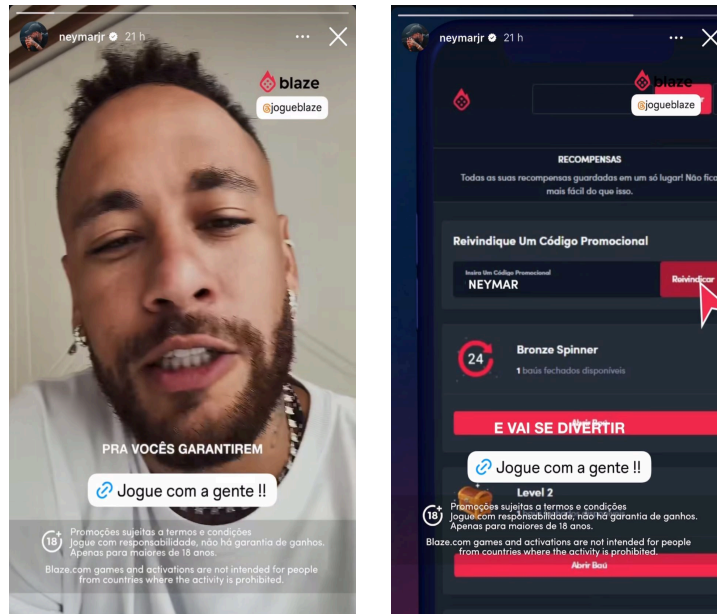 neymarjr 21 h
blaze
@jogueblaze
PRA VOCÊS GARANTIREM
Jogue com a gente !!
18+
Promoções sujeitas a termos e condições
Jogue com responsabilidade, não há garantia de ganhos.
Apenas para maiores de 18 anos.
Blaze.com games and activations are not intended for people
from countries where the activity is prohibited.
neymarjr 21 h
blaze
@jogueblaze
RECOMPENSAS
Todas as suas recompensas guardadas em um só lugar! Não fica
mais fácil do que isso.
Reivindique Um Código Promocional
Insira Um Código Promocional
NEYMAR
Reivindicar
24
Bronze Spinner
1 baús fechados disponíveis
E VAI SE DIVERTIR
Jogue com a gente !!
Level 2
18+
Promoções sujeitas a termos e condições
Jogue com responsabilidade, não há garantia de ganhos.
Apenas para maiores de 18 anos.
Blaze.com games and activations are not intended for people
from countries where the activity is prohibited.
Abrir Baú